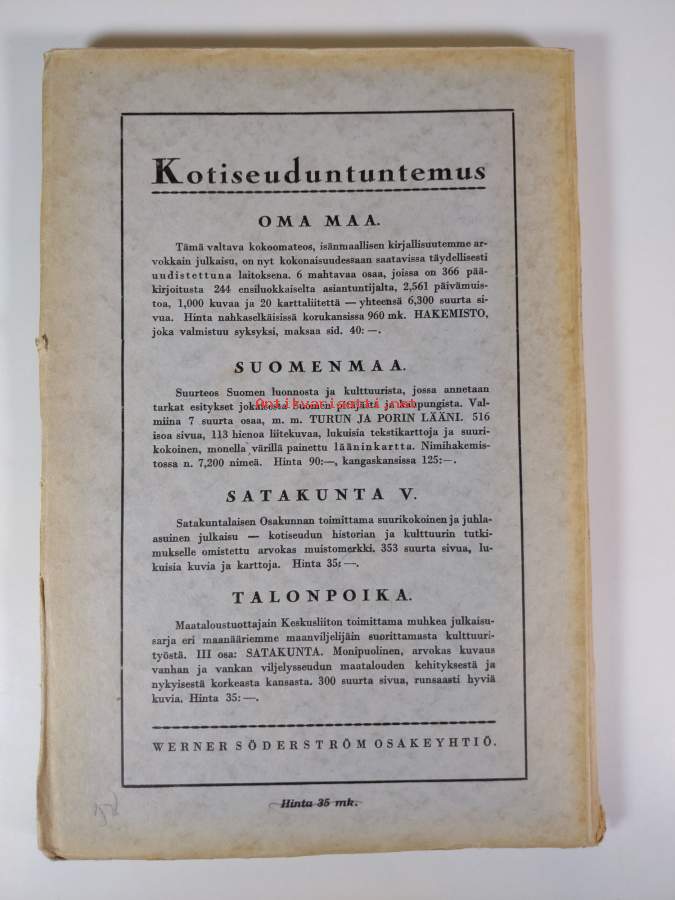 Kotiseuduntuntemus
OMA MAA.
Tämä valtava kokoomateos, isänmaallisen kirjallisuutemme ar-
vokkain julkaisu, on nyt kokonaisuudessaan saatavissa täydellisesti
uudistettuna laitoksena. 6 mahtavaa osaa, joissa on 366 pää-
kirjoitusta 244 ensiluokkaiselta asiantuntijalta, 2,561 päivämuis-
toa, 1,000 kuvaa ja 20 karttaliitettä — yhteensä 6,300 suurta si-
vua. Hinta nahkaselkäisissä korukansissa 960 mk. HAKEMISTO,
joka valmistuu syksyksi, maksaa sid. 40: —.
SUOMENMAA.
Suurteos Suomen luonnosta ja kulttuurista, jossa annetaan
tarkat esitykset jokaisesta Suomen pitäjästä ja kaupungista. Val-
Antikvariaatti.net
miina 7 suurta osaa, m. m. TURUN JA PORIN LÄÄNI. 516
isoa sivua, 113 hienoa liitekuvaa, lukuisia tekstikarttoja ja suuri-
kokoinen, monella värillä painettu lääninkartta. Nimihakemis-
tossa n. 7,200 nimeä. Hinta 90:—, kangaskansissa 125:—.
SATAKUNTA V.
Satakuntalaisen Osakunnan toimittama suurikokoinen ja juhla-
asuinen julkaisu — kotiseudun historian ja kulttuurin tutki-
mukselle omistettu arvokas muistomerkki. 353 suurta sivua, lu-
kuisia kuvia ja karttoja. Hinta 35: —.
TALONPOIKA.
Maataloustuottajain Keskusliiton toimittama muhkea julkaisu-
sarja eri maanääriemme maanviljelijäin suorittamasta kulttuuri-
työstä. III osa: SATAKUNTA. Monipuolinen, arvokas kuvaus
vanhan ja vankan viljelysseudun maatalouden kehityksestä ja
nykyisestä korkeasta kansasta. 300 suurta sivua, runsaasti hyviä
kuvia. Hinta 35: —.
WERNER SÖDERSTRÖM OSAKEYHTIÖ.
Hinta 35 mk.